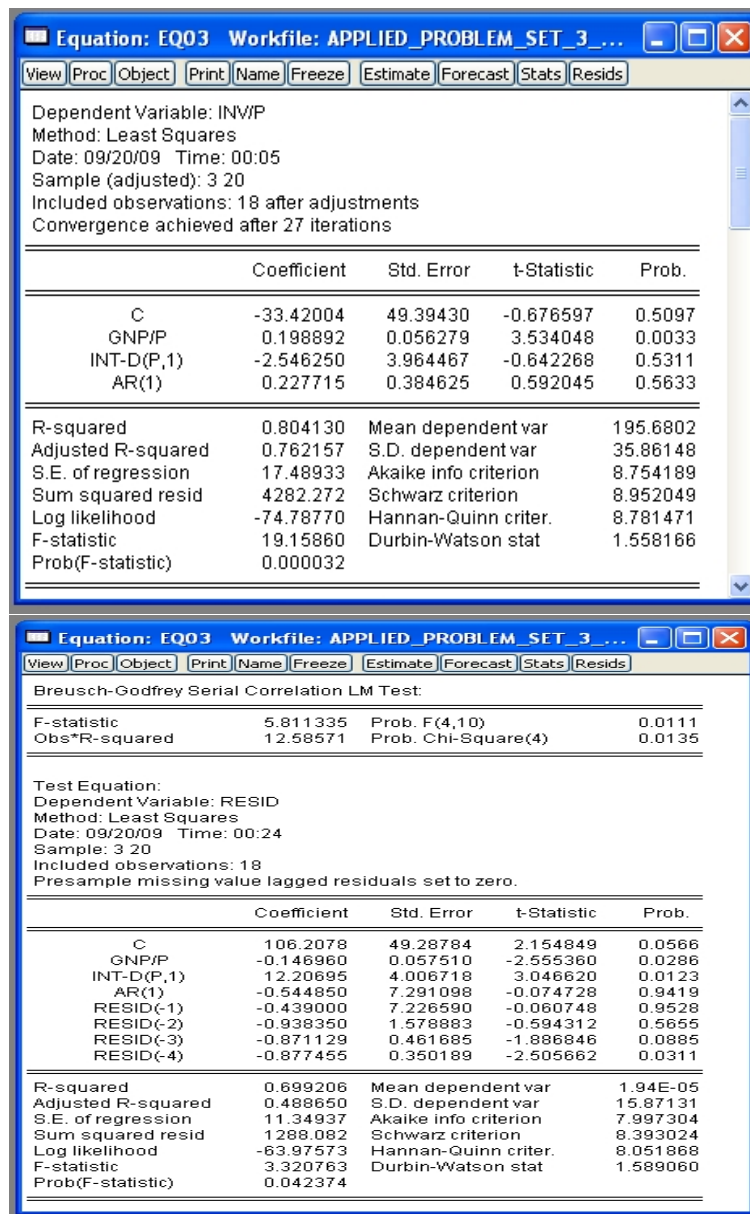 Equation: EQ03 Workfile: APPLIED_PROBLEM_SET_3_...
View Proc Object Print Name Freeze Estimate Forecast Stats Resids
Dependent Variable: INV/P
Method: Least Squares
Date: 09/20/09 Time: 00:05
Sample (adjusted): 3 20
Included observations: 18 after adjustments
Convergence achieved after 27 iterations
Coefficient Std. Error t-Statistic Prob.
C -33.42004 49.39430 -0.676597 0.5097
GNP/P 0.198892 0.056279 3.534048 0.0033
INT-D(P,1) -2.546250 3.964467 -0.642268 0.5311
AR(1) 0.227715 0.384625 0.592045 0.5633
R-squared 0.804130 Mean dependent var 195.6802
Adjusted R-squared 0.762157 S.D. dependent var 35.86148
S.E. of regression 17.48933 Akaike info criterion 8.754189
Sum squared resid 4282.272 Schwarz criterion 8.952049
Log likelihood -74.78770 Hannan-Quinn criter. 8.781471
F-statistic 19.15860 Durbin-Watson stat 1.558166
Prob(F-statistic) 0.000032
Equation: EQ03 Workfile: APPLIED_PROBLEM_SET_3_...
View Proc Object Print Name Freeze Estimate Forecast Stats Resids
Breusch-Godfrey Serial Correlation LM Test:
F-statistic 5.811335 Prob. F(4,10) 0.0111
Obs*R-squared 12.58571 Prob. Chi-Square(4) 0.0135
Test Equation:
Dependent Variable: RESID
Method: Least Squares
Date: 09/20/09 Time: 00:24
Sample: 3 20
Included observations: 18
Presample missing value lagged residuals set to zero.
Coefficient Std. Error t-Statistic Prob.
C 106.2078 49.28784 2.154849 0.0566
GNP/P -0.146960 0.057510 -2.555360 0.0286
INT-D(P,1) 12.20695 4.006718 3.046620 0.0123
AR(1) -0.544850 7.291098 -0.074728 0.9419
RESID(-1) -0.439000 7.226590 -0.060748 0.9528
RESID(-2) -0.938350 1.578883 -0.594312 0.5655
RESID(-3) -0.871129 0.461685 -1.886846 0.0885
RESID(-4) -0.877455 0.350189 -2.505662 0.0311
R-squared 0.699206 Mean dependent var 1.94E-05
Adjusted R-squared 0.488650 S.D. dependent var 15.87131
S.E. of regression 11.34937 Akaike info criterion 7.997304
Sum squared resid 1288.082 Schwarz criterion 8.393024
Log likelihood -63.97573 Hannan-Quinn criter. 8.051868
F-statistic 3.320763 Durbin-Watson stat 1.589060
Prob(F-statistic) 0.042374